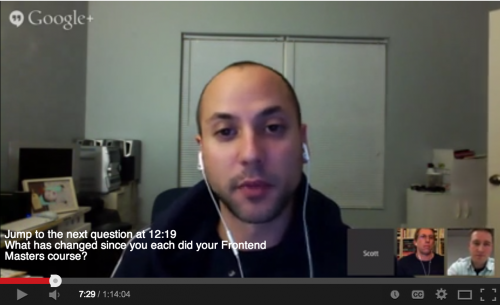 Google+
Jump to the next question at 12:19
What has changed since you each did your Frontend
Masters course?
Scott
7:29 / 1:14:04
CC